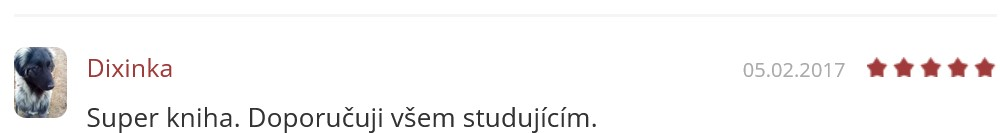 Dixinka 05.02.2017
Super kniha. Doporučuji všem studujícím.